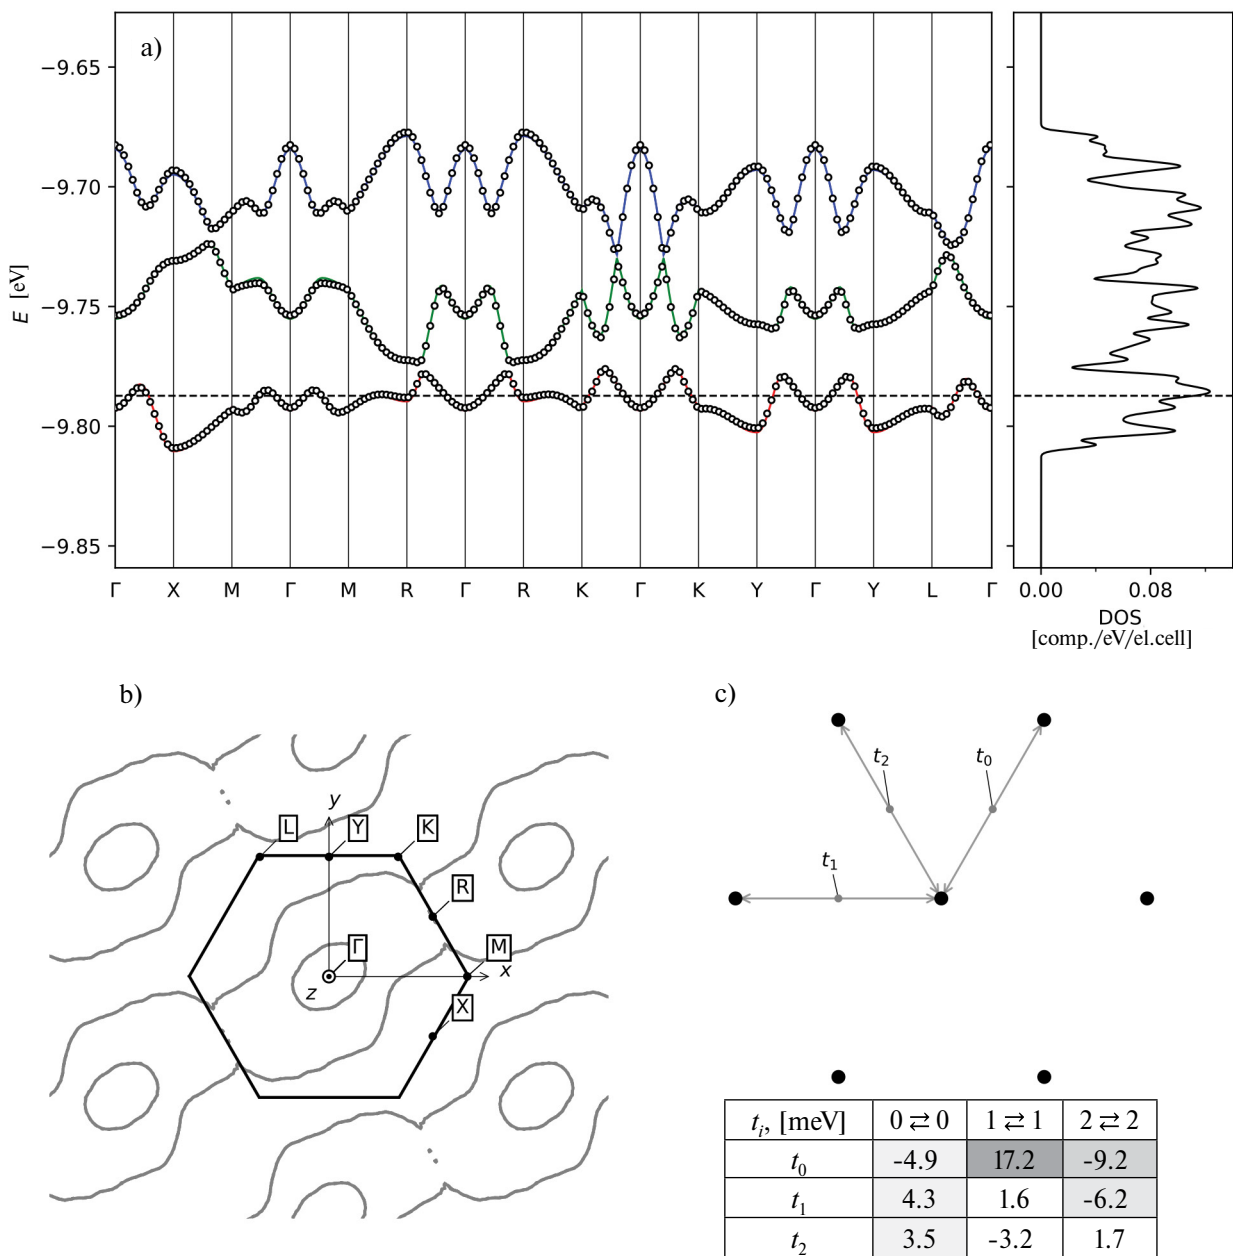 a)
−9.65
−9.70
−9.75
−9.80
−9.85
E [eV]
Γ X M Γ M R Γ R K Γ K Y Γ Y L Γ
0.00 0.08
DOS
[comp./eV/el.cell]
b)
y
L Y K
R
Γ M
z x
X
c)
t₂ t₀
t₁
tᵢ, [meV] 0 ⇄ 0 1 ⇄ 1 2 ⇄ 2
t₀ -4.9 17.2 -9.2
t₁ 4.3 1.6 -6.2
t₂ 3.5 -3.2 1.7